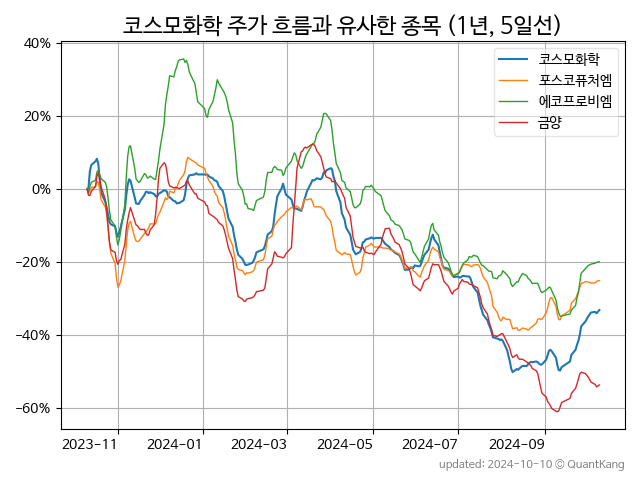 코스모화학 주가 흐름과 유사한 종목 (1년, 5일선)
코스모화학
포스코퓨처엠
에코프로비엠
금양
40%
20%
0%
−20%
−40%
−60%
2023-11
2024-01
2024-03
2024-05
2024-07
2024-09
updated: 2024-10-10 © QuantKang